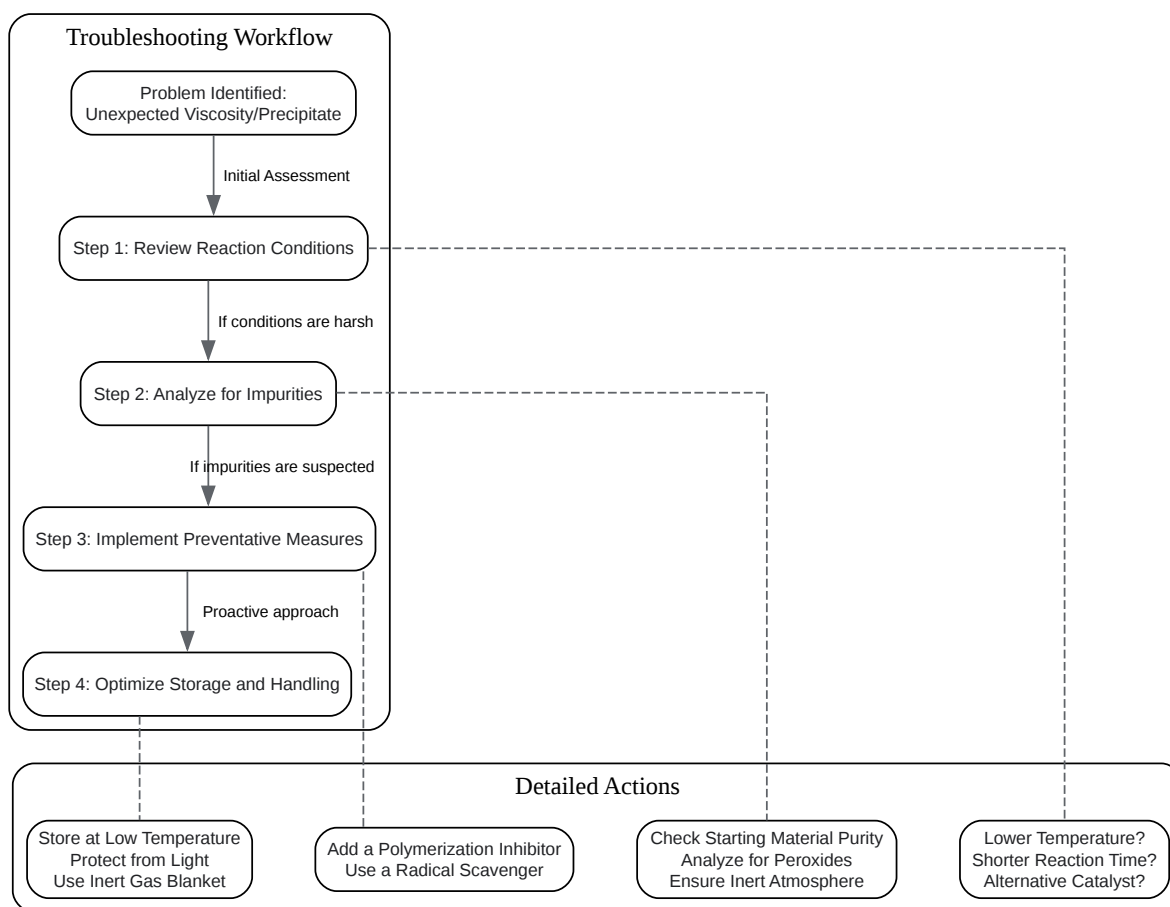 Troubleshooting Workflow
Problem Identified:
Unexpected Viscosity/Precipitate
Initial Assessment
Step 1: Review Reaction Conditions
If conditions are harsh
Step 2: Analyze for Impurities
If impurities are suspected
Step 3: Implement Preventative Measures
Proactive approach
Step 4: Optimize Storage and Handling
Detailed Actions
Store at Low Temperature
Protect from Light
Use Inert Gas Blanket
Add a Polymerization Inhibitor
Use a Radical Scavenger
Check Starting Material Purity
Analyze for Peroxides
Ensure Inert Atmosphere
Lower Temperature?
Shorter Reaction Time?
Alternative Catalyst?